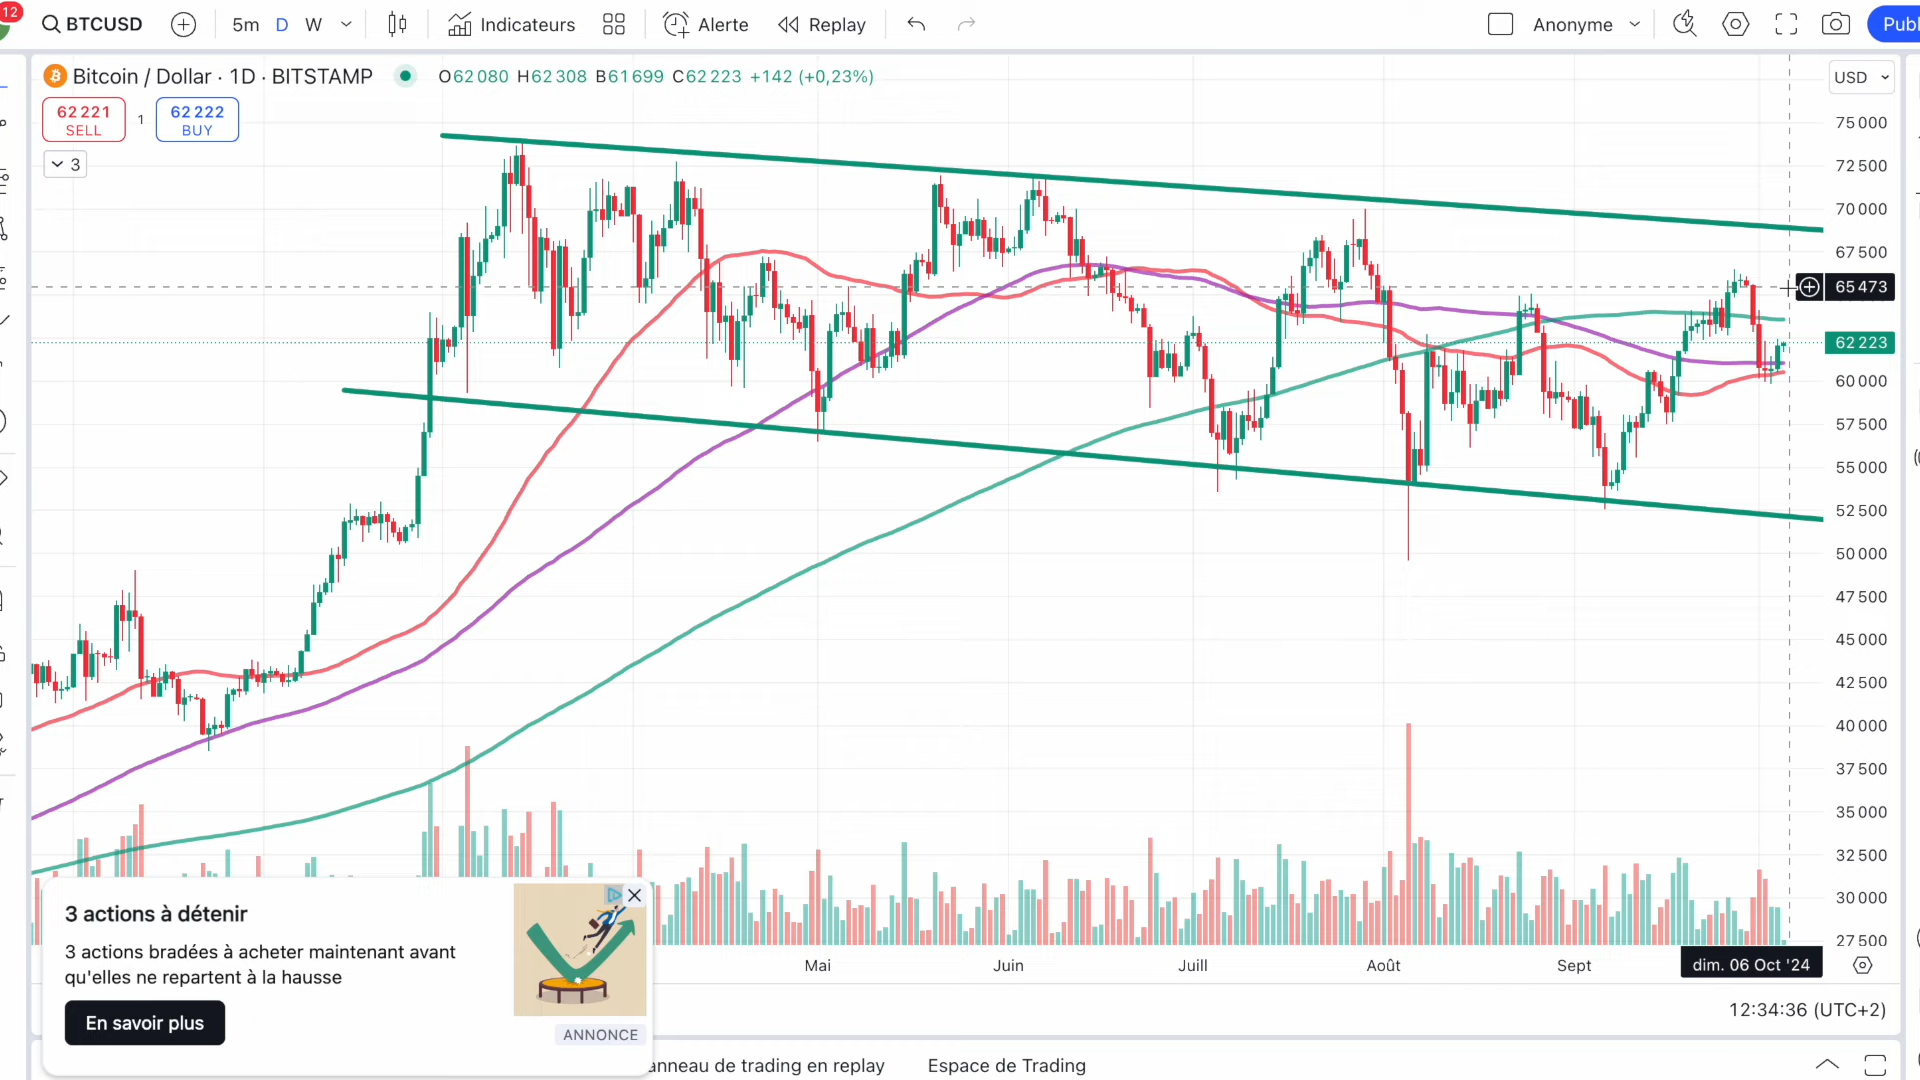 12
BTCUSD
5m D W
Indicateurs
Alerte
Replay
Anonyme
Publ
Bitcoin / Dollar · 1D · BITSTAMP
O62 080 H62 308 B61 699 C62 223 +142 (+0,23%)
USD
62 221
SELL
1
62 222
BUY
3
75 000
72 500
70 000
67 500
65 473
62 223
60 000
57 500
55 000
52 500
50 000
47 500
45 000
42 500
40 000
37 500
35 000
32 500
30 000
27 500
Mai
Juin
Juill
Août
Sept
dim. 06 Oct '24
3 actions à détenir
3 actions bradées à acheter maintenant avant
qu'elles ne repartent à la hausse
En savoir plus
ANNONCE
12:34:36 (UTC+2)
anneau de trading en replay
Espace de Trading